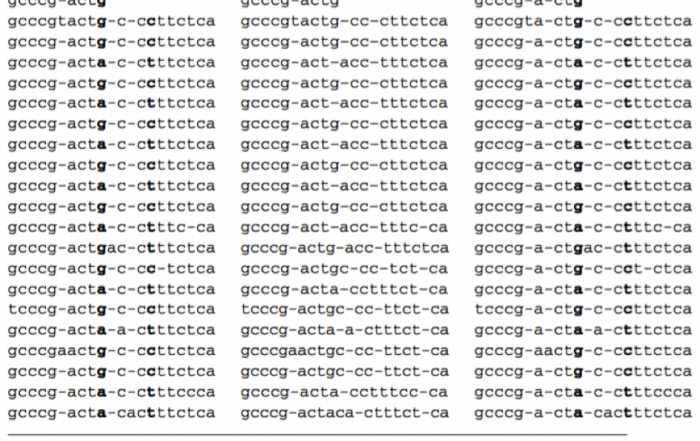 gcccg-actg gcccg-actg gcccg-a-ctg
gcccgtactg-c-ccttctca gcccgtactg-cc-cttctca gcccgta-ctg-c-ccttctca
gcccg-actg-c-ccttctca gcccg-actg-cc-cttctca gcccg-a-ctg-c-ccttctca
gcccg-acta-c-ctttctca gcccg-act-acc-tttctca gcccg-a-cta-c-ctttctca
gcccg-actg-c-ccttctca gcccg-actg-cc-cttctca gcccg-a-ctg-c-ccttctca
gcccg-acta-c-ctttctca gcccg-act-acc-tttctca gcccg-a-cta-c-ctttctca
gcccg-actg-c-ccttctca gcccg-actg-cc-cttctca gcccg-a-ctg-c-ccttctca
gcccg-acta-c-ctttctca gcccg-act-acc-tttctca gcccg-a-cta-c-ctttctca
gcccg-actg-c-ccttctca gcccg-actg-cc-cttctca gcccg-a-ctg-c-ccttctca
gcccg-acta-c-ctttctca gcccg-act-acc-tttctca gcccg-a-cta-c-ctttctca
gcccg-actg-c-ccttctca gcccg-actg-cc-cttctca gcccg-a-ctg-c-ccttctca
gcccg-acta-c-ctttc-ca gcccg-act-acc-tttc-ca gcccg-a-cta-c-ctttc-ca
gcccg-actgac-ctttctca gcccg-actg-acc-tttctca gcccg-a-ctgac-ctttctca
gcccg-actg-c-cc-tctca gcccg-actgc-cc-tct-ca gcccg-a-ctg-c-cct-ctca
gcccg-acta-c-ctttctca gcccg-acta-cctttct-ca gcccg-a-cta-c-ctttctca
tcccg-actg-c-ccttctca tcccg-actgc-cc-ttct-ca tcccg-a-ctg-c-ccttctca
gcccg-acta-a-ctttctca gcccg-acta-a-ctttct-ca gcccg-a-cta-a-ctttctca
gcccgaactg-c-ccttctca gcccgaactgc-cc-ttct-ca gcccg-aactg-c-ccttctca
gcccg-actg-c-ccttctca gcccg-actgc-cc-ttct-ca gcccg-a-ctg-c-ccttctca
gcccg-acta-c-ctttccca gcccg-acta-cctttcc-ca gcccg-a-cta-c-ctttccca
gcccg-acta-cactttctca gcccg-actaca-ctttct-ca gcccg-a-cta-cactttctca